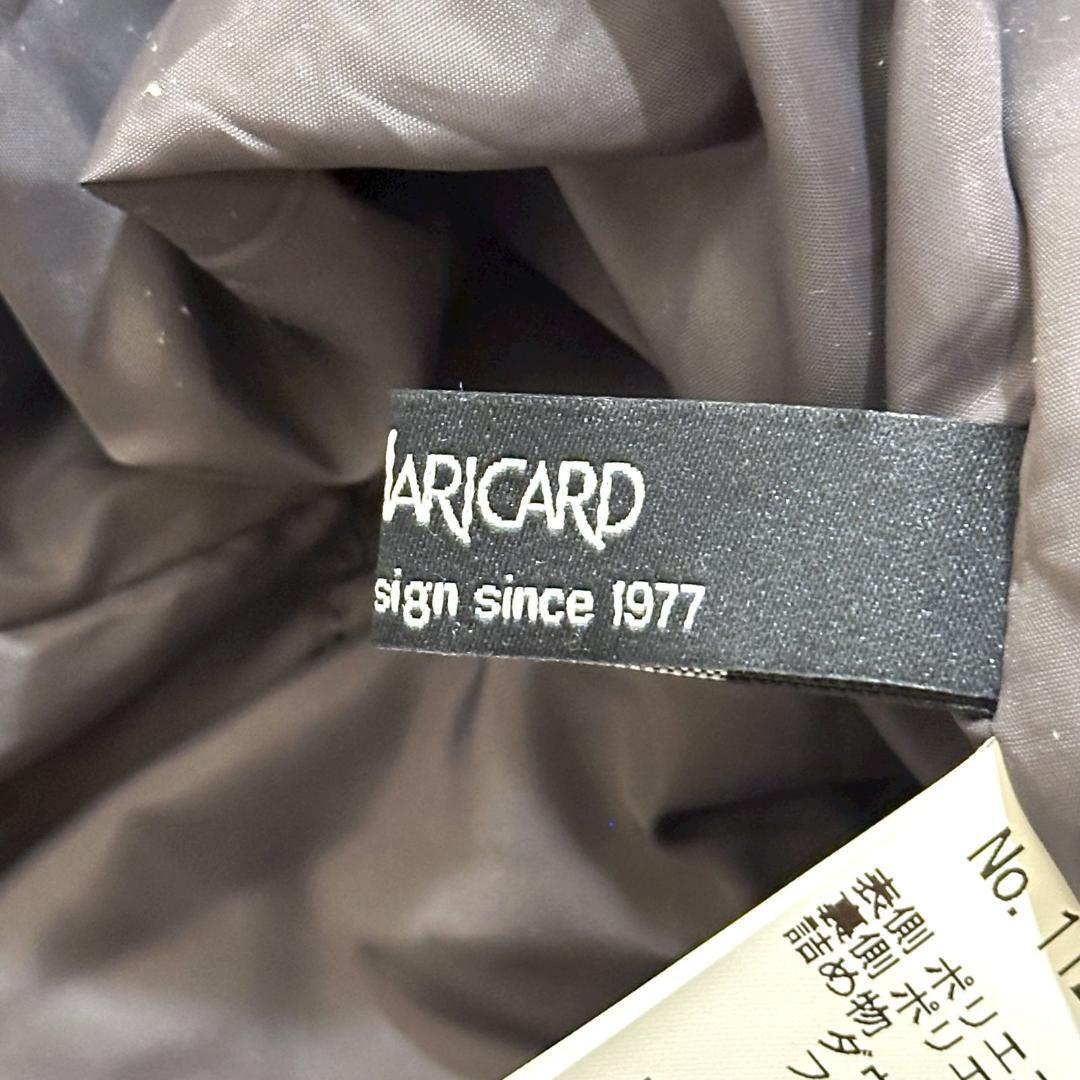 ARICARD
sign since 1977
No. 1
表側 ポリエ
裏側 ポリエ
詰め物 ダ
フ